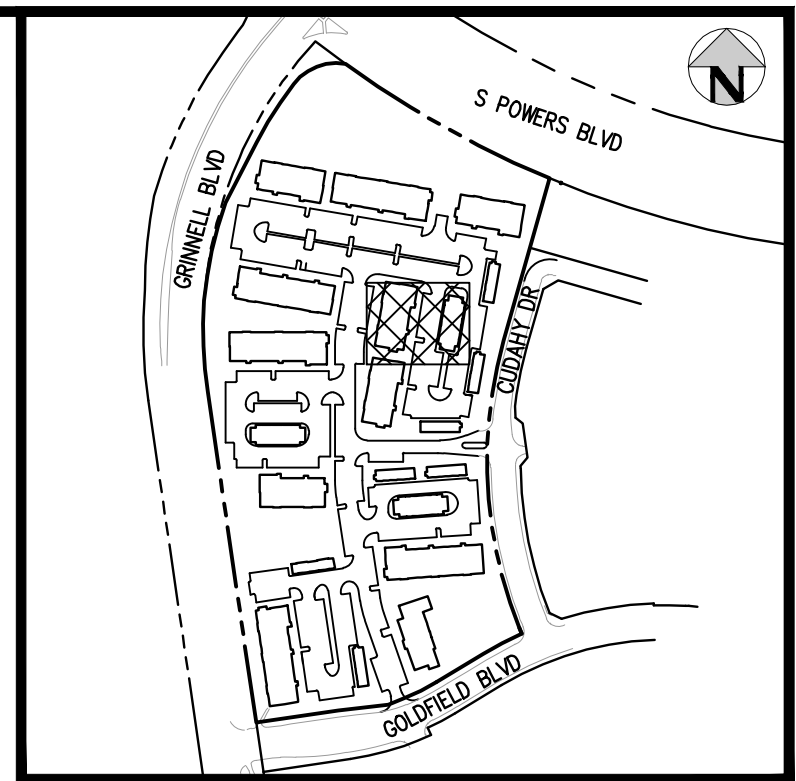 N
S POWERS BLVD
GRINNELL BLVD
CUDAHY DR
GOLDFIELD BLVD